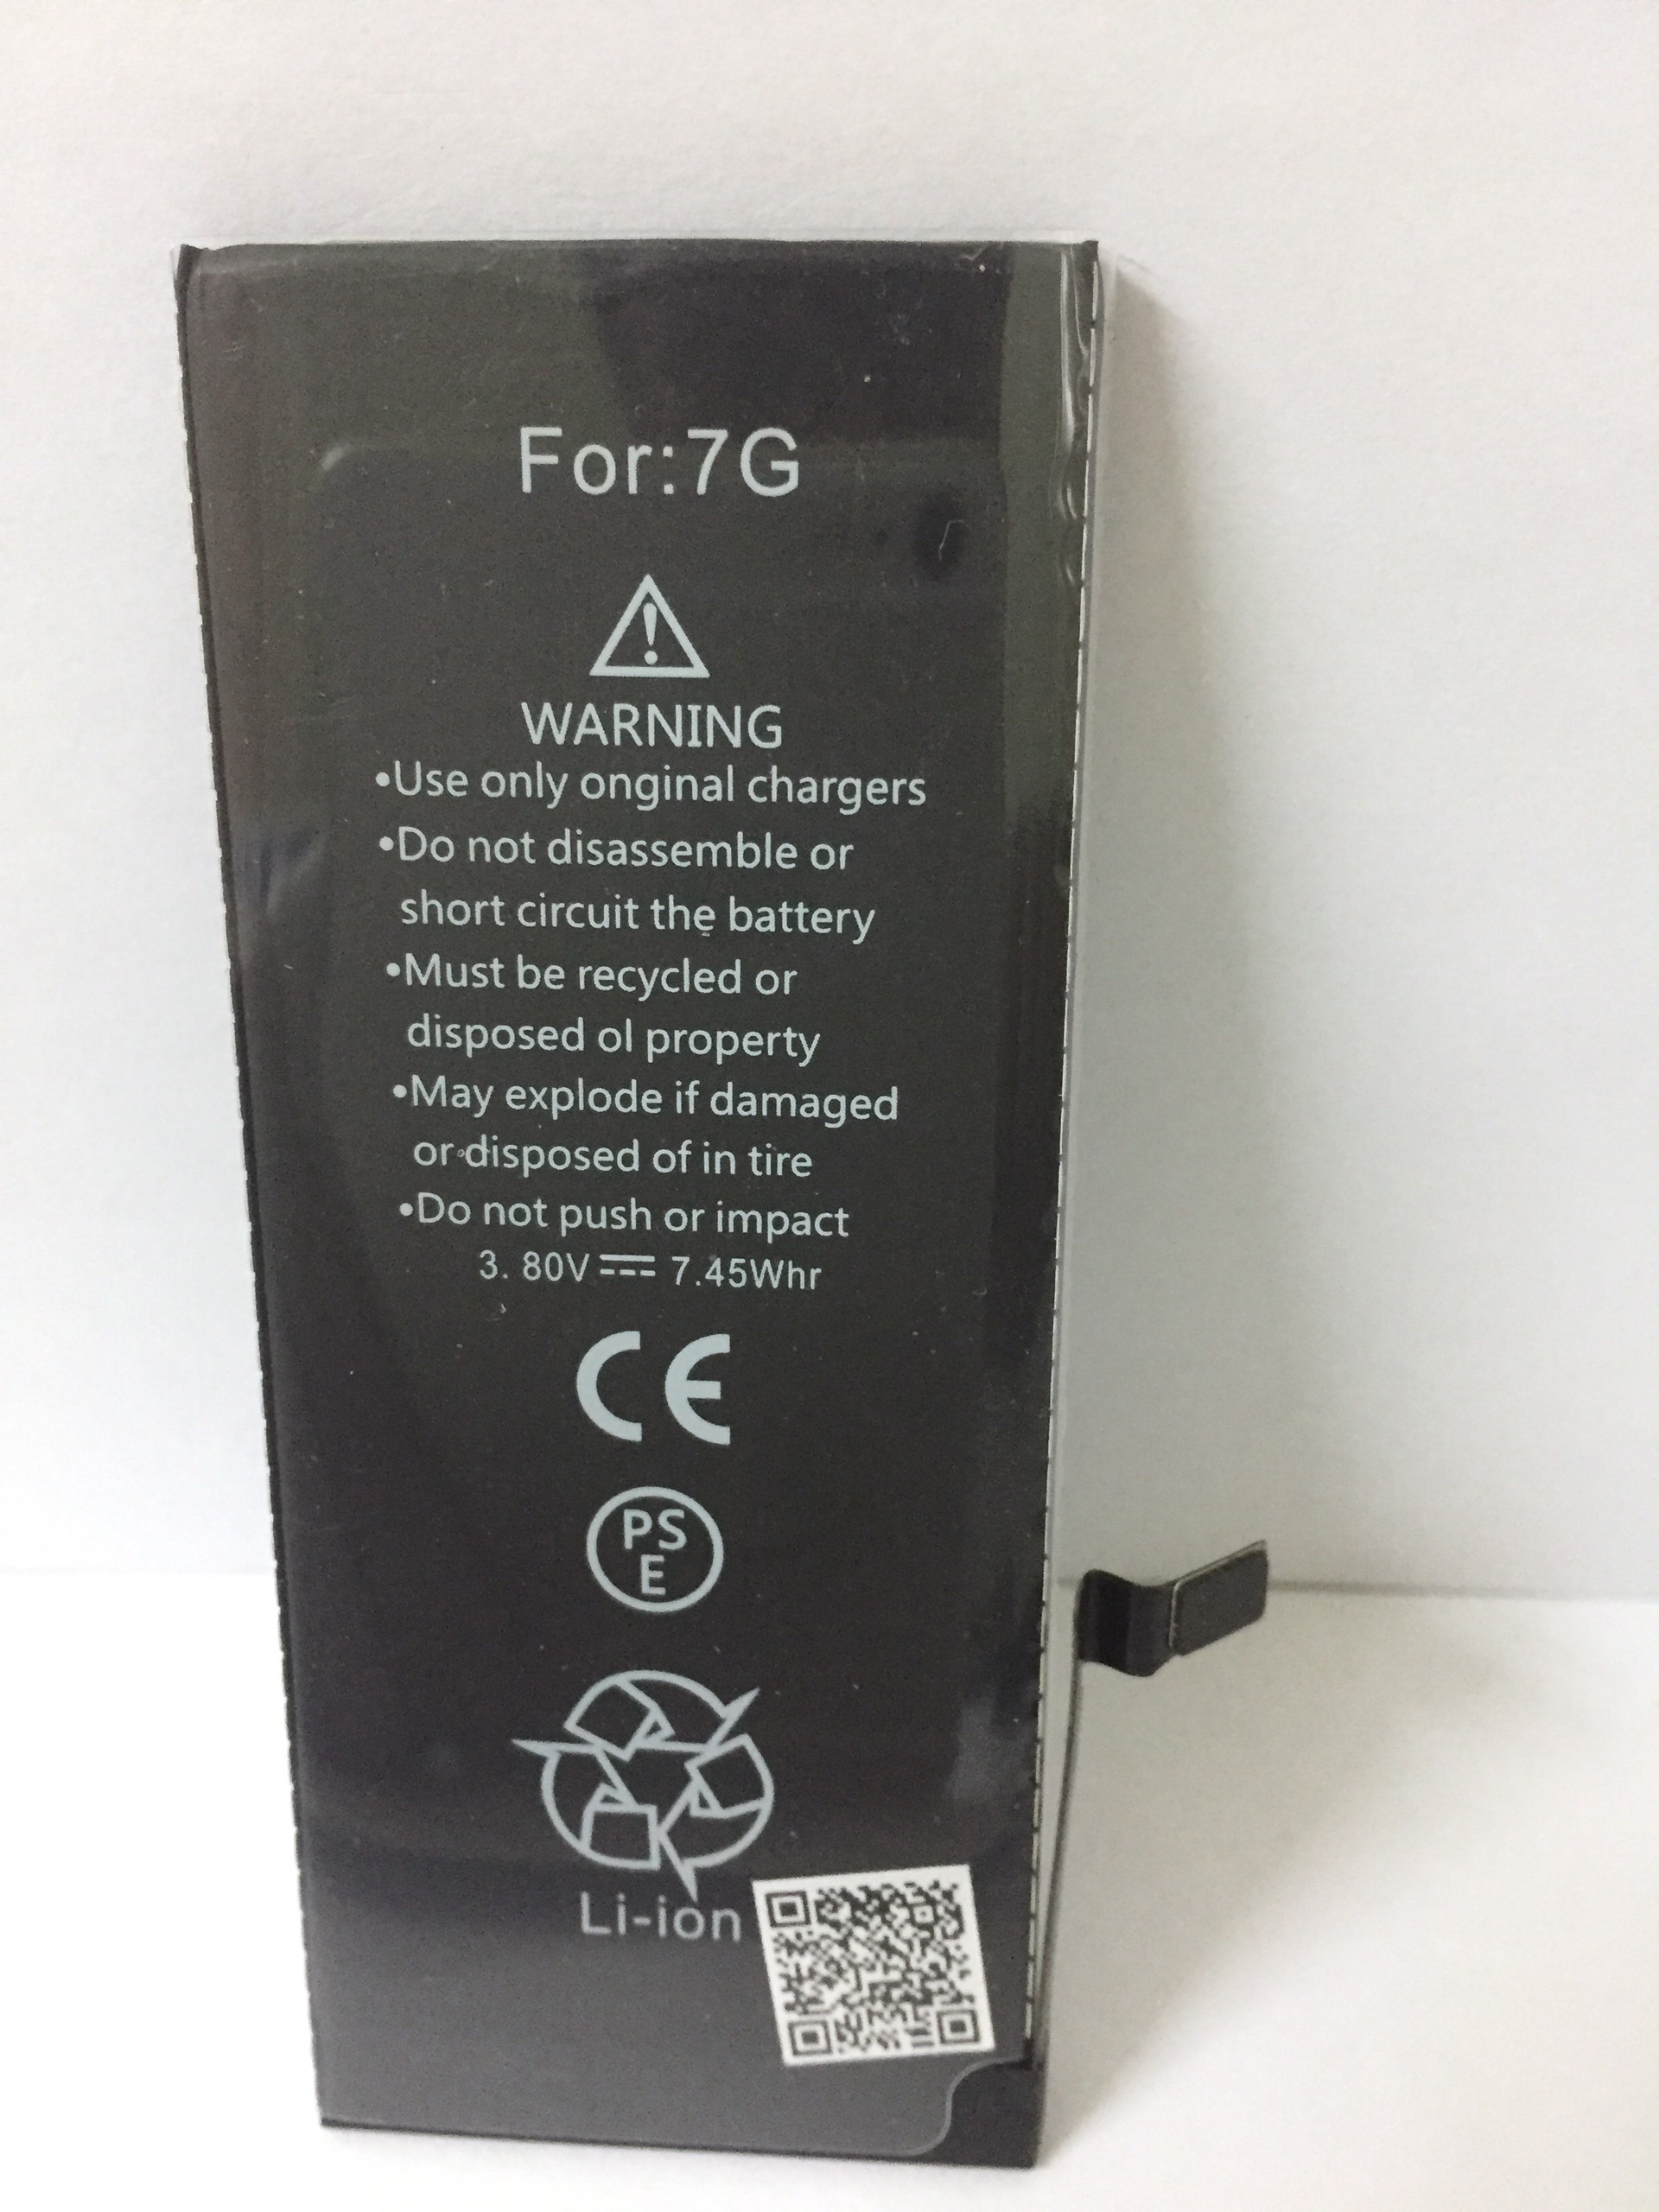 For:7G
WARNING
•Use only onginal chargers
•Do not disassemble or
short circuit the battery
•Must be recycled or
disposed ol property
•May explode if damaged
or disposed of in tire
•Do not push or impact
3. 80V⎓ 7.45Whr
CE
PS
E
Li-ion